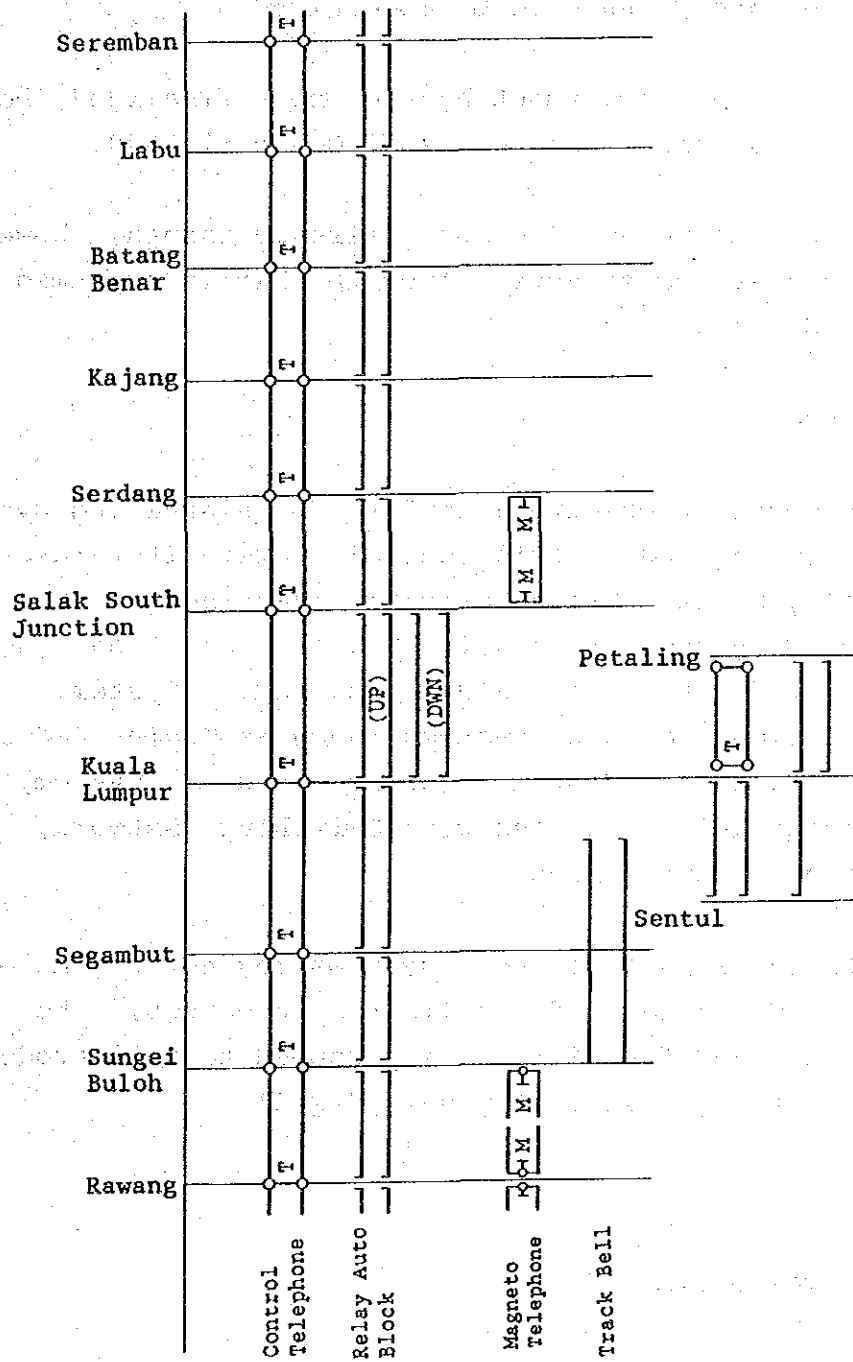 T
Seremban
T
Labu
T
Batang
Benar
T
Kajang
T
Serdang
M
M
T
Salak South
Junction
(UP)
(DWN)
Petaling
T
T
Kuala
Lumpur
Sentul
T
Segambut
T
Sungei
Buloh
M
M
T
Rawang
Control
Telephone
Relay Auto
Block
Magneto
Telephone
Track Bell